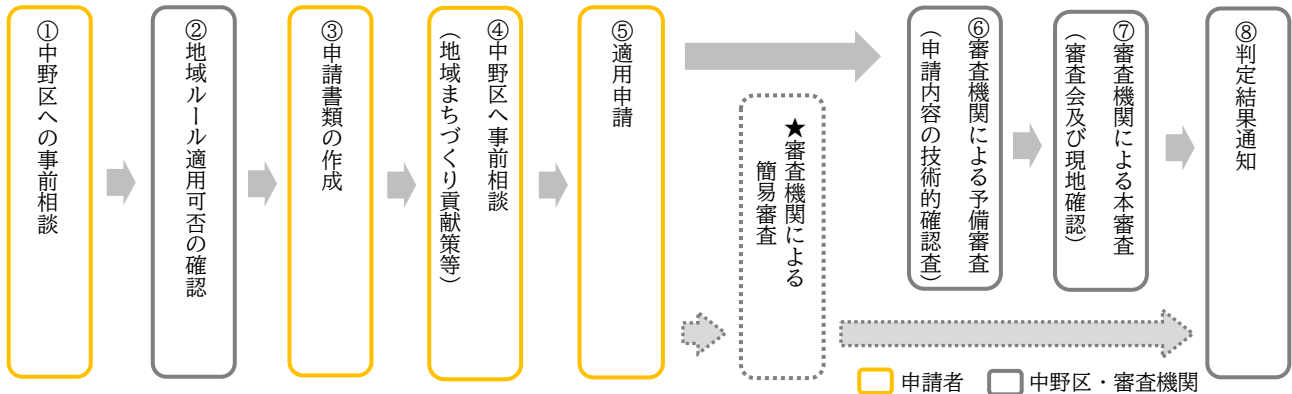 ①中野区への事前相談
②地域ルール適用可否の確認
③申請書類の作成
④中野区へ事前相談
(地域まちづくり貢献策等)
⑤適用申請
★審査機関による
簡易審査
⑥審査機関による予備審査
(申請内容の技術的確認査)
⑦審査機関による本審査
(審査会及び現地確認)
⑧判定結果通知
申請者
中野区・審査機関